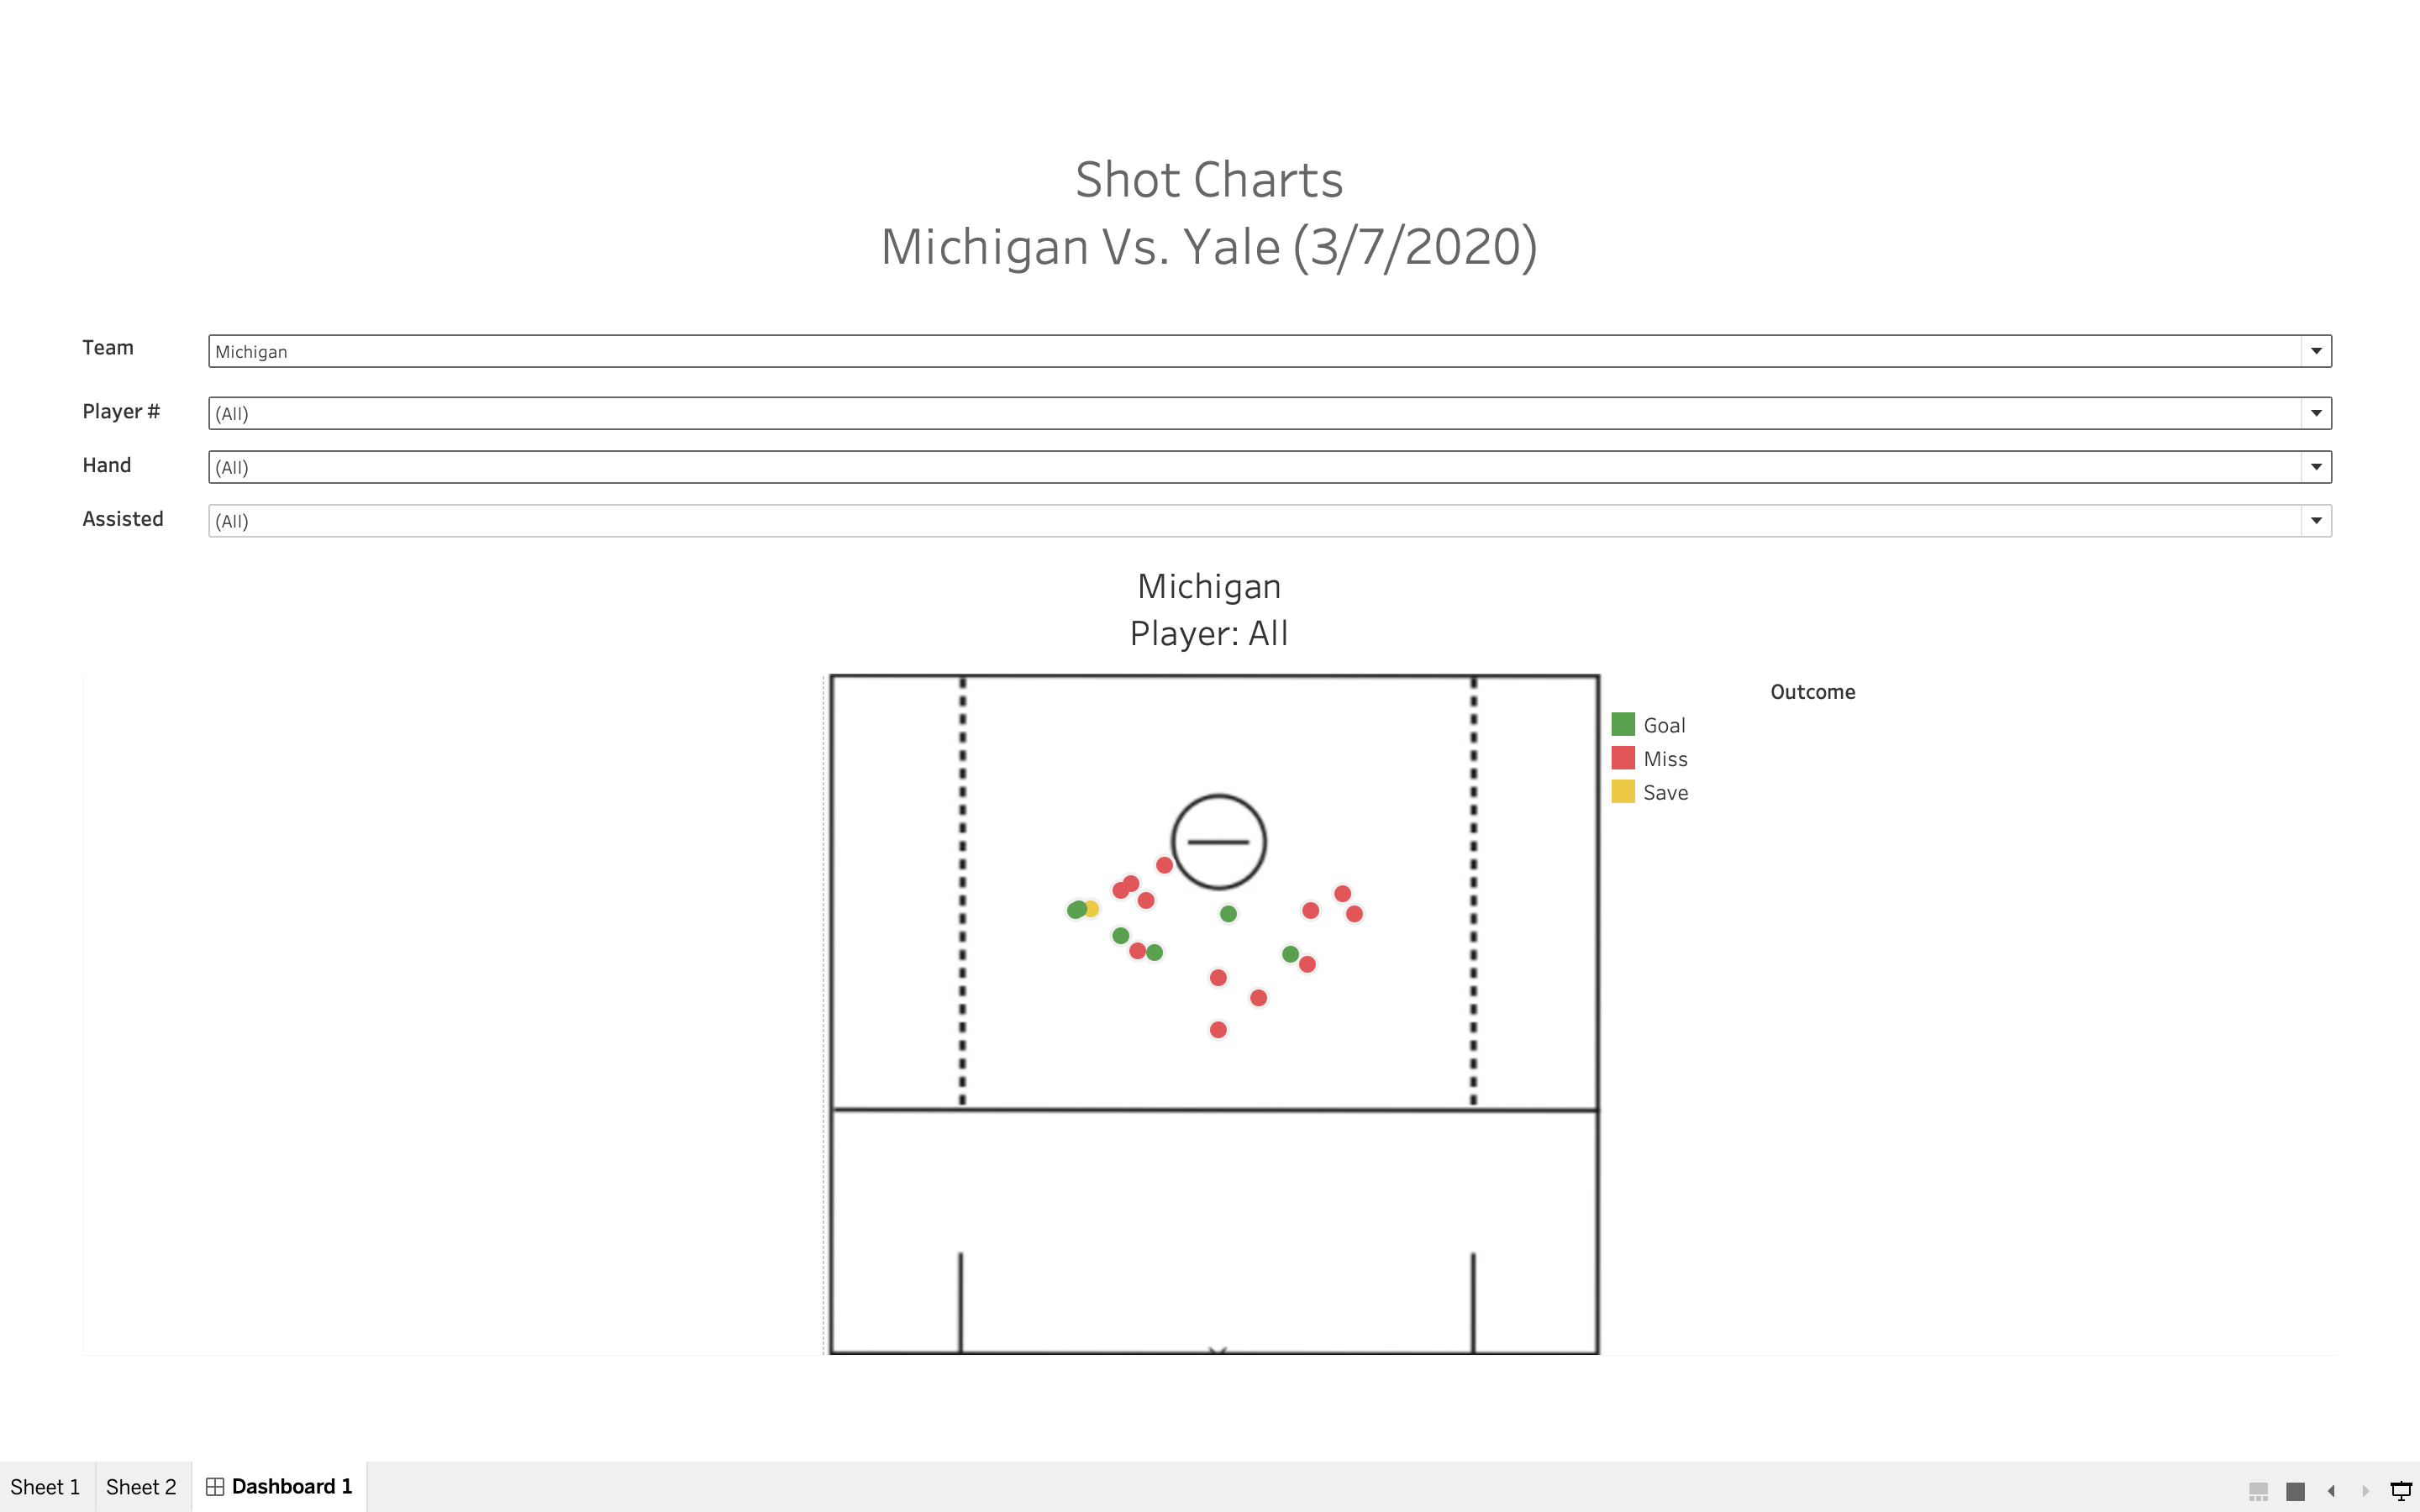 Shot Charts
Michigan Vs. Yale (3/7/2020)
Team
Michigan
Player #
(All)
Hand
(All)
Assisted
(All)
Michigan
Player: All
Outcome
Goal
Miss
Save
Sheet 1
Sheet 2
Dashboard 1